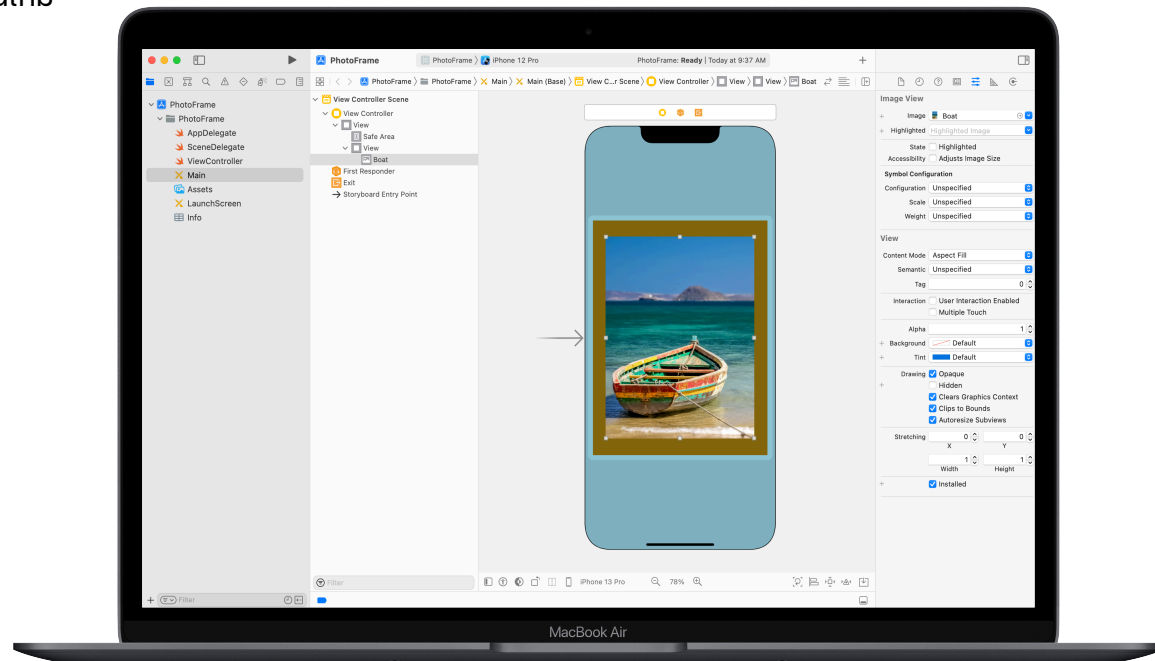 PhotoFrame
PhotoFrame
iPhone 12 Pro
PhotoFrame: Ready | Today at 9:37 AM
PhotoFrame
PhotoFrame
Main
Main (Base)
View C...r Scene
View Controller
View
View
Boat
PhotoFrame
PhotoFrame
AppDelegate
SceneDelegate
ViewController
Main
Assets
LaunchScreen
Info
Filter
View Controller Scene
View Controller
View
Safe Area
View
Boat
First Responder
Exit
Storyboard Entry Point
Filter
iPhone 13 Pro
78%
Image View
Image Boat
Highlighted Highlighted Image
State Highlighted
Accessibility Adjusts Image Size
Symbol Configuration
Configuration Unspecified
Scale Unspecified
Weight Unspecified
View
Content Mode Aspect Fill
Semantic Unspecified
Tag 0
Interaction User Interaction Enabled
Multiple Touch
Alpha 1
Background Default
Tint Default
Drawing Opaque
Hidden
Clears Graphics Context
Clips to Bounds
Autoresize Subviews
Stretching 0 0
X Y
1 1
Width Height
Installed
MacBook Air